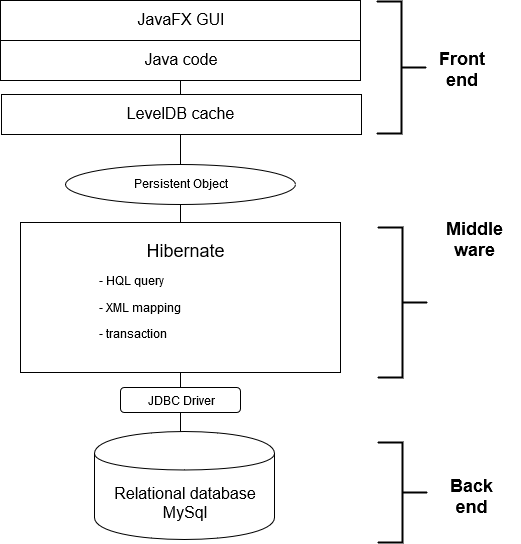 JavaFX GUI
Java code
LevelDB cache
Front
end
Persistent Object
Hibernate
- HQL query
- XML mapping
- transaction
Middle
ware
JDBC Driver
Relational database
MySql
Back
end